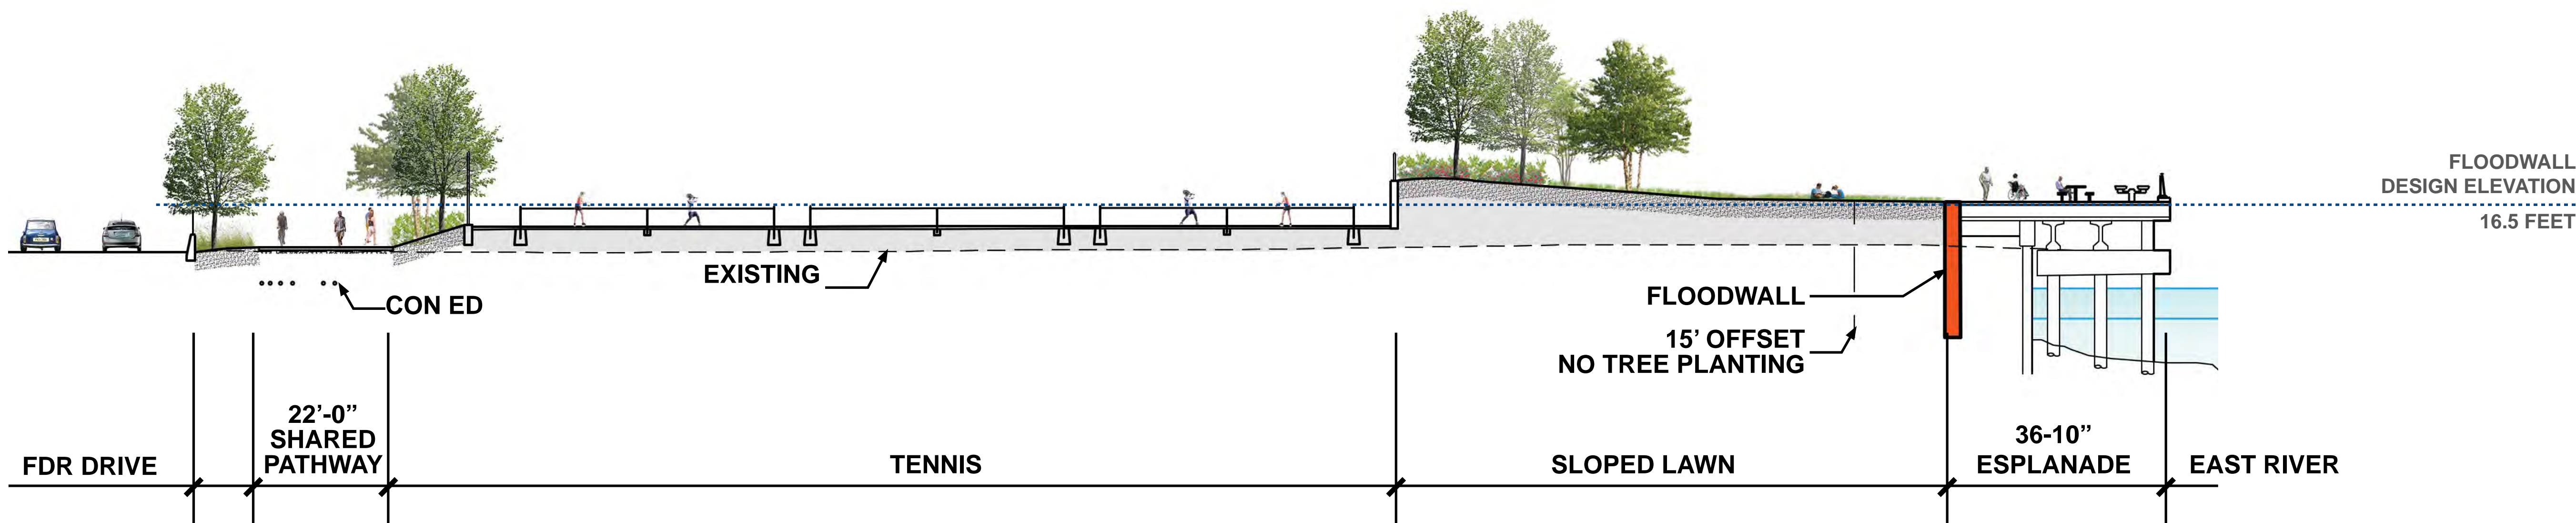 FLOODWALL
DESIGN ELEVATION
16.5 FEET
EXISTING
CON ED
FLOODWALL
15’ OFFSET
NO TREE PLANTING
FDR DRIVE
22’-0”
SHARED
PATHWAY
TENNIS
SLOPED LAWN
36-10”
ESPLANADE
EAST RIVER